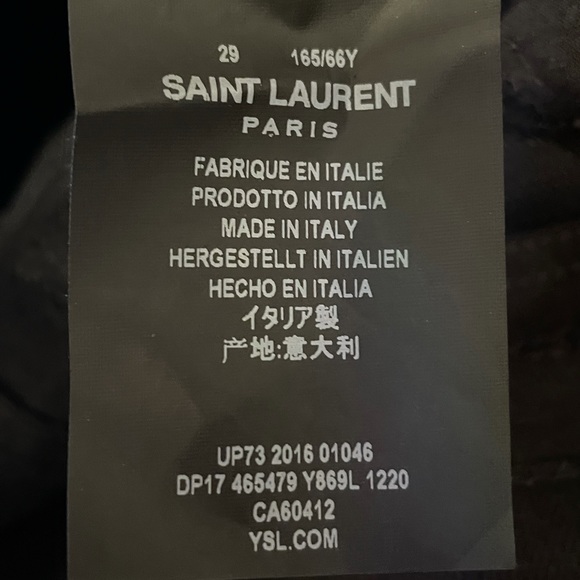 29 165/66Y
SAINT LAURENT
PARIS
FABRIQUE EN ITALIE
PRODOTTO IN ITALIA
MADE IN ITALY
HERGESTELLT IN ITALIEN
HECHO EN ITALIA
イタリア製
产地:意大利
UP73 2016 01046
DP17 465479 Y869L 1220
CA60412
YSL.COM